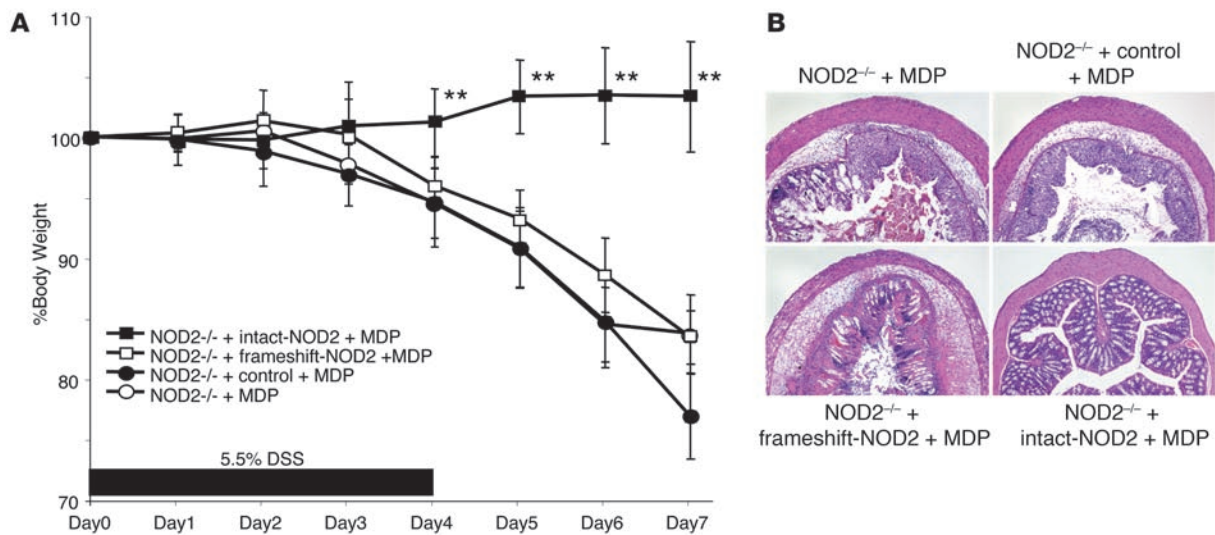 A
110
100
90
80
70
%Body Weight
**
**
**
**
NOD2-/- + intact-NOD2 + MDP
NOD2-/- + frameshift-NOD2 +MDP
NOD2-/- + control + MDP
NOD2-/- + MDP
5.5% DSS
Day0 Day1 Day2 Day3 Day4 Day5 Day6 Day7
B
NOD2–/– + MDP
NOD2–/– + control
+ MDP
NOD2–/– +
frameshift-NOD2 + MDP
NOD2–/– +
intact-NOD2 + MDP